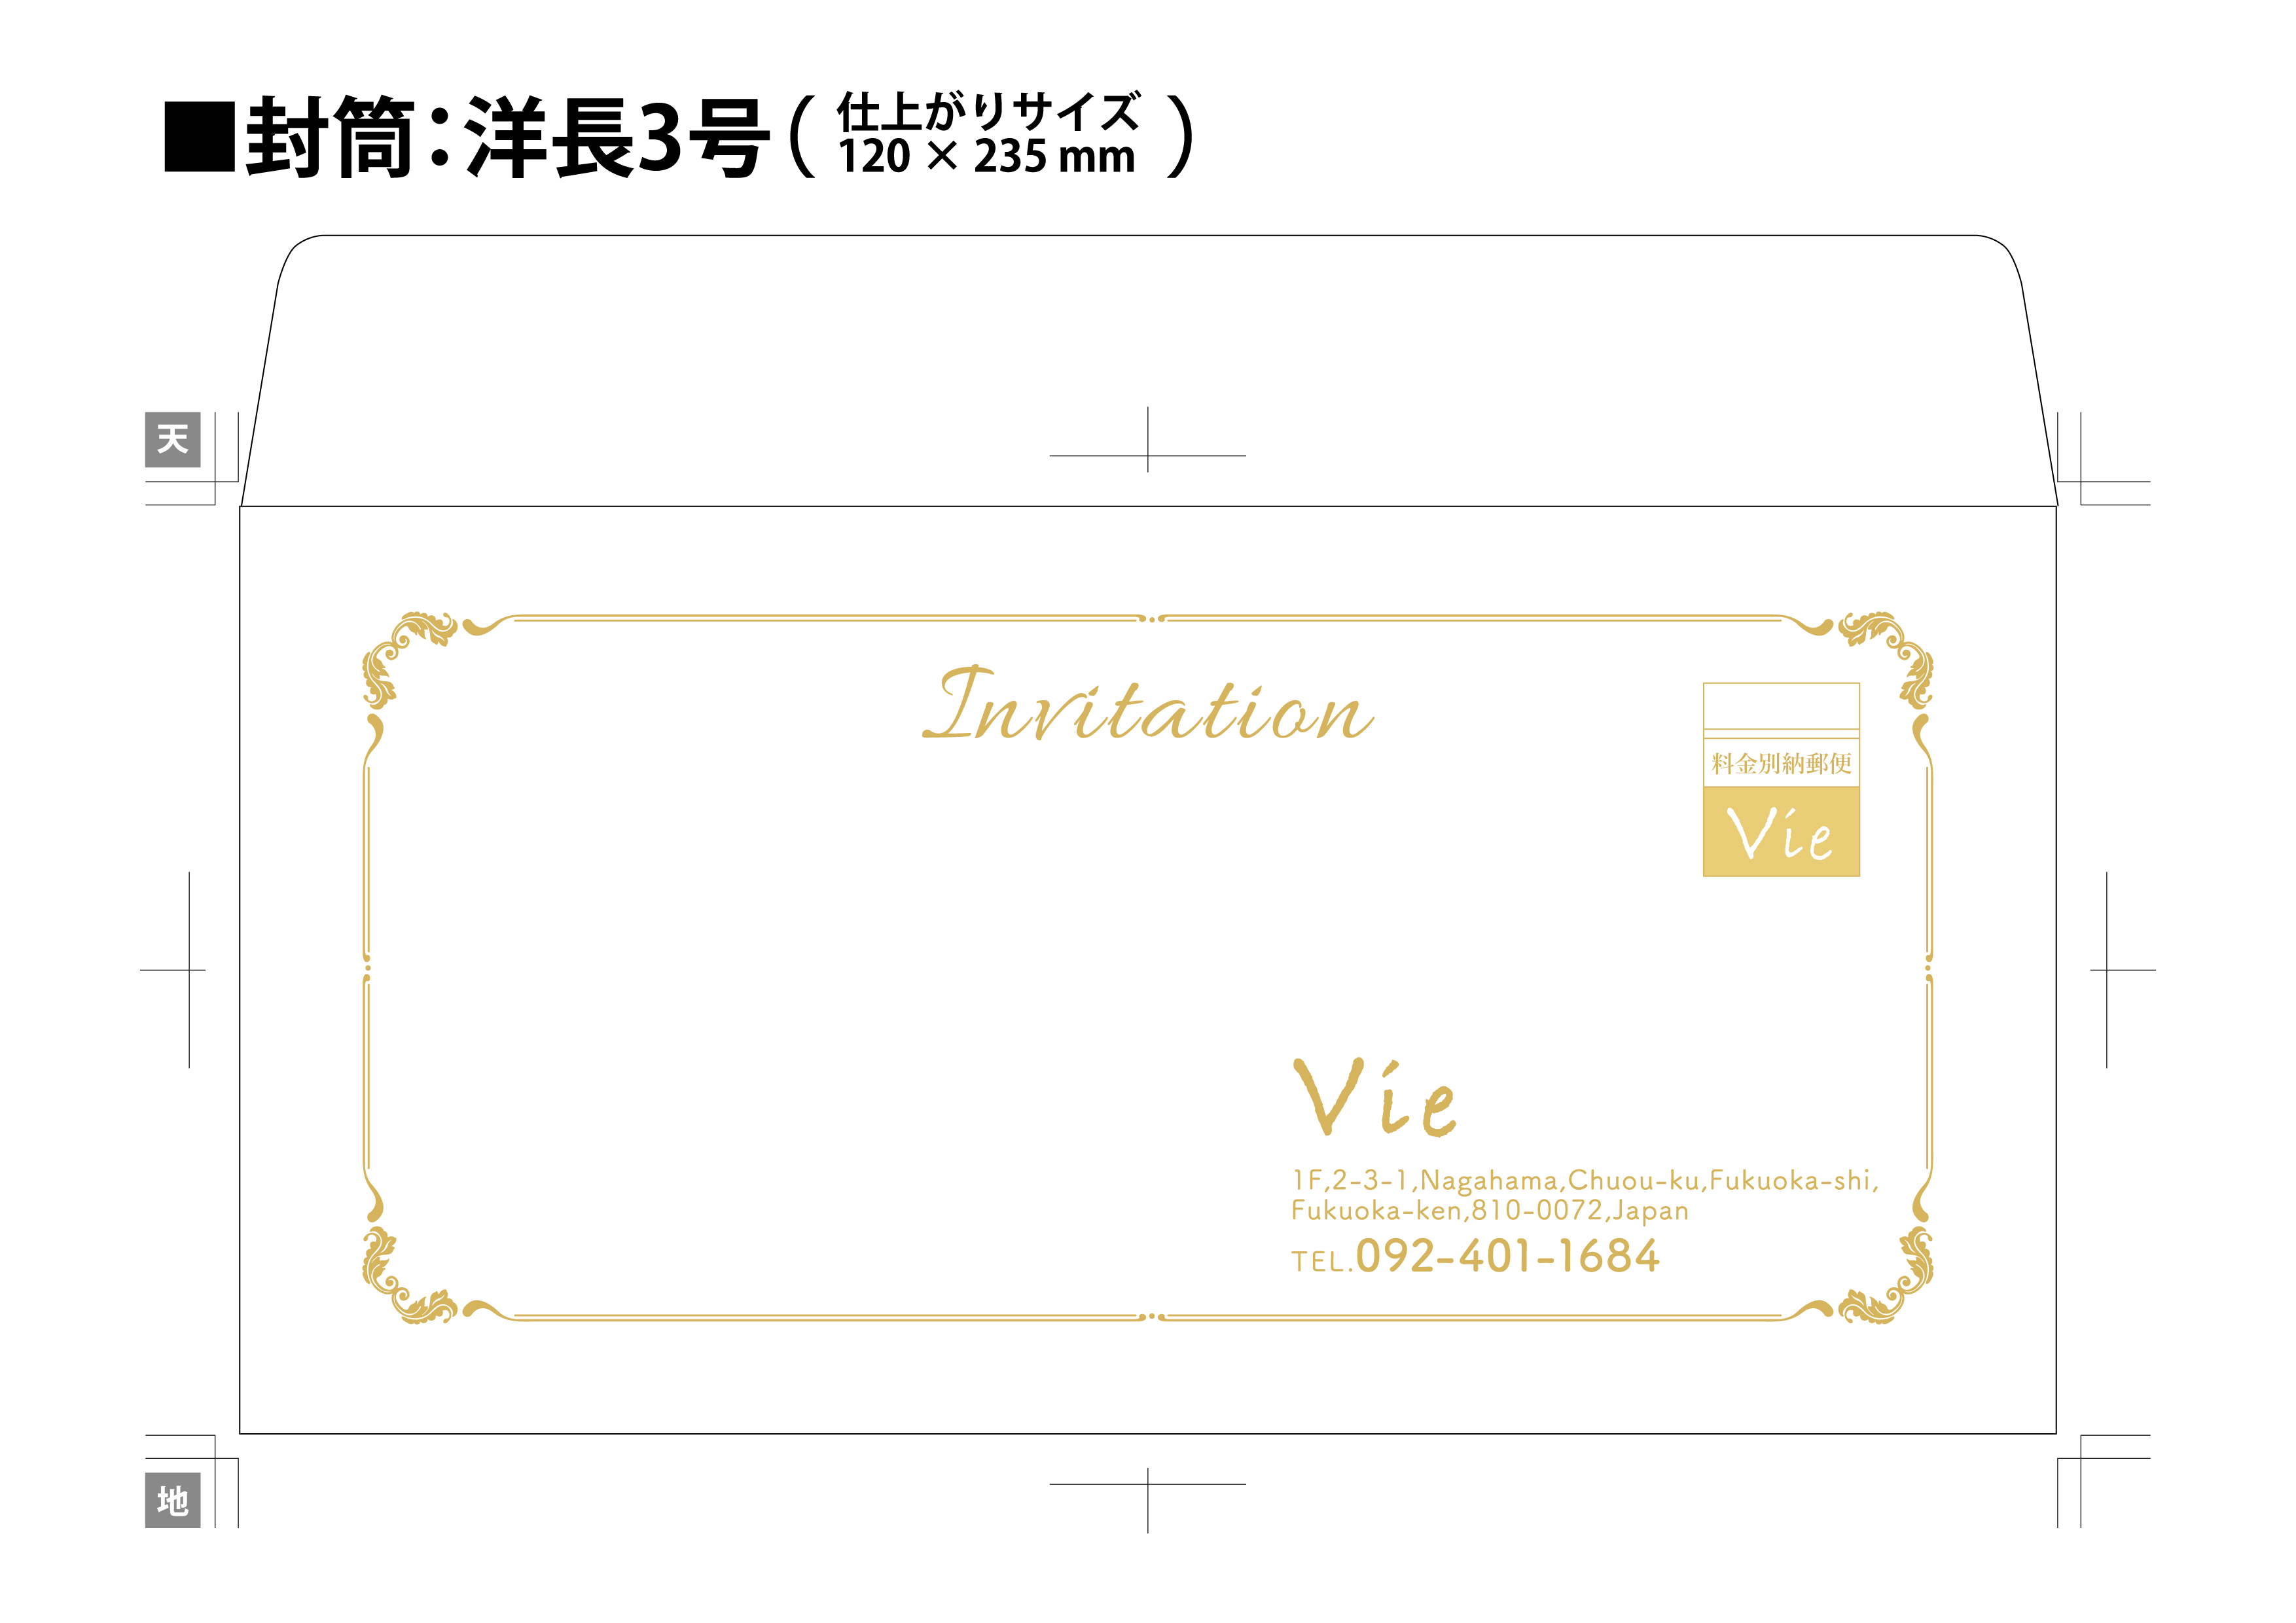 ■封筒：洋長3号（仕上がりサイズ
120 × 235 mm）
天
Invitation
料金別納郵便
Vie
Vie
1F,2-3-1,Nagahama,Chuou-ku,Fukuoka-shi,
Fukuoka-ken,810-0072,Japan
TEL.092-401-1684
地